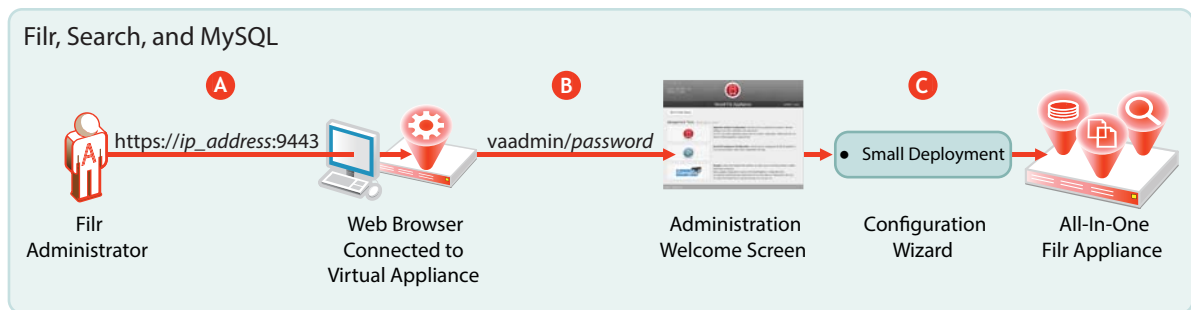 Filr, Search, and MySQL
A
B
C
https://ip_address:9443
vaadmin/password
• Small Deployment
A
Filr
Administrator
Web Browser
Connected to
Virtual Appliance
Administration
Welcome Screen
Configuration
Wizard
All-In-One
Filr Appliance